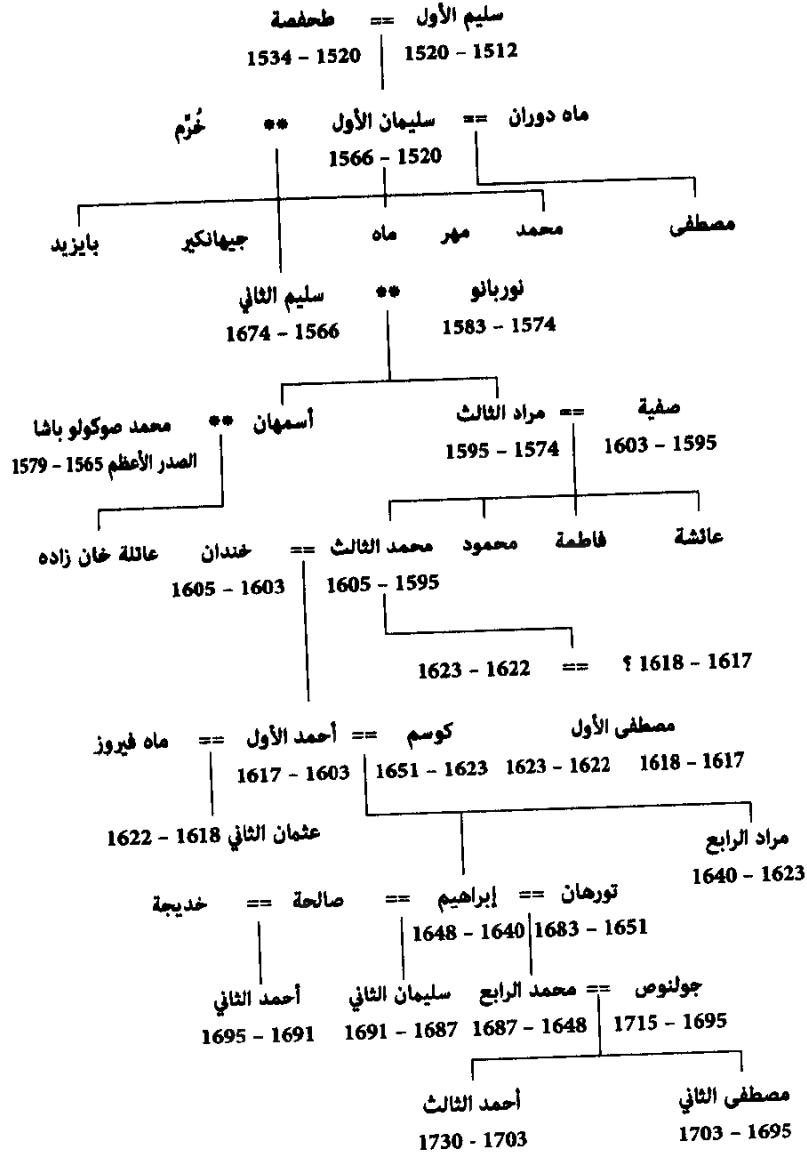 سليم الأول == طحفصة
1512 – 1520 1520 – 1534
ماه دوران == سليمان الأول ** خُرَّم
1520 – 1566
مصطفى محمد مهر ماه جيهانكير بايزيد
نوربانو ** سليم الثاني
1574 – 1583 1566 – 1674
صفية == مراد الثالث أسمهان ** محمد صوكولو باشا
1595 – 1603 1574 – 1595 الصدر الأعظم 1565 – 1579
عائشة فاطمة محمود محمد الثالث == خندان عائلة خان زاده
1595 – 1605 1603 – 1605
1617 – 1618 ؟ == 1622 – 1623
مصطفى الأول كوسم == أحمد الأول == ماه فيروز
1617 – 1618 1622 – 1623 1623 – 1651 1603 – 1617
مراد الرابع عثمان الثاني 1618 – 1622
1623 – 1640
تورهان == إبراهيم == صالحة == خديجة
1651 – 1683 1640 – 1648
جولنوص == محمد الرابع سليمان الثاني أحمد الثاني
1695 – 1715 1648 – 1687 1687 – 1691 1691 – 1695
مصطفى الثاني أحمد الثالث
1695 – 1703 1703 - 1730